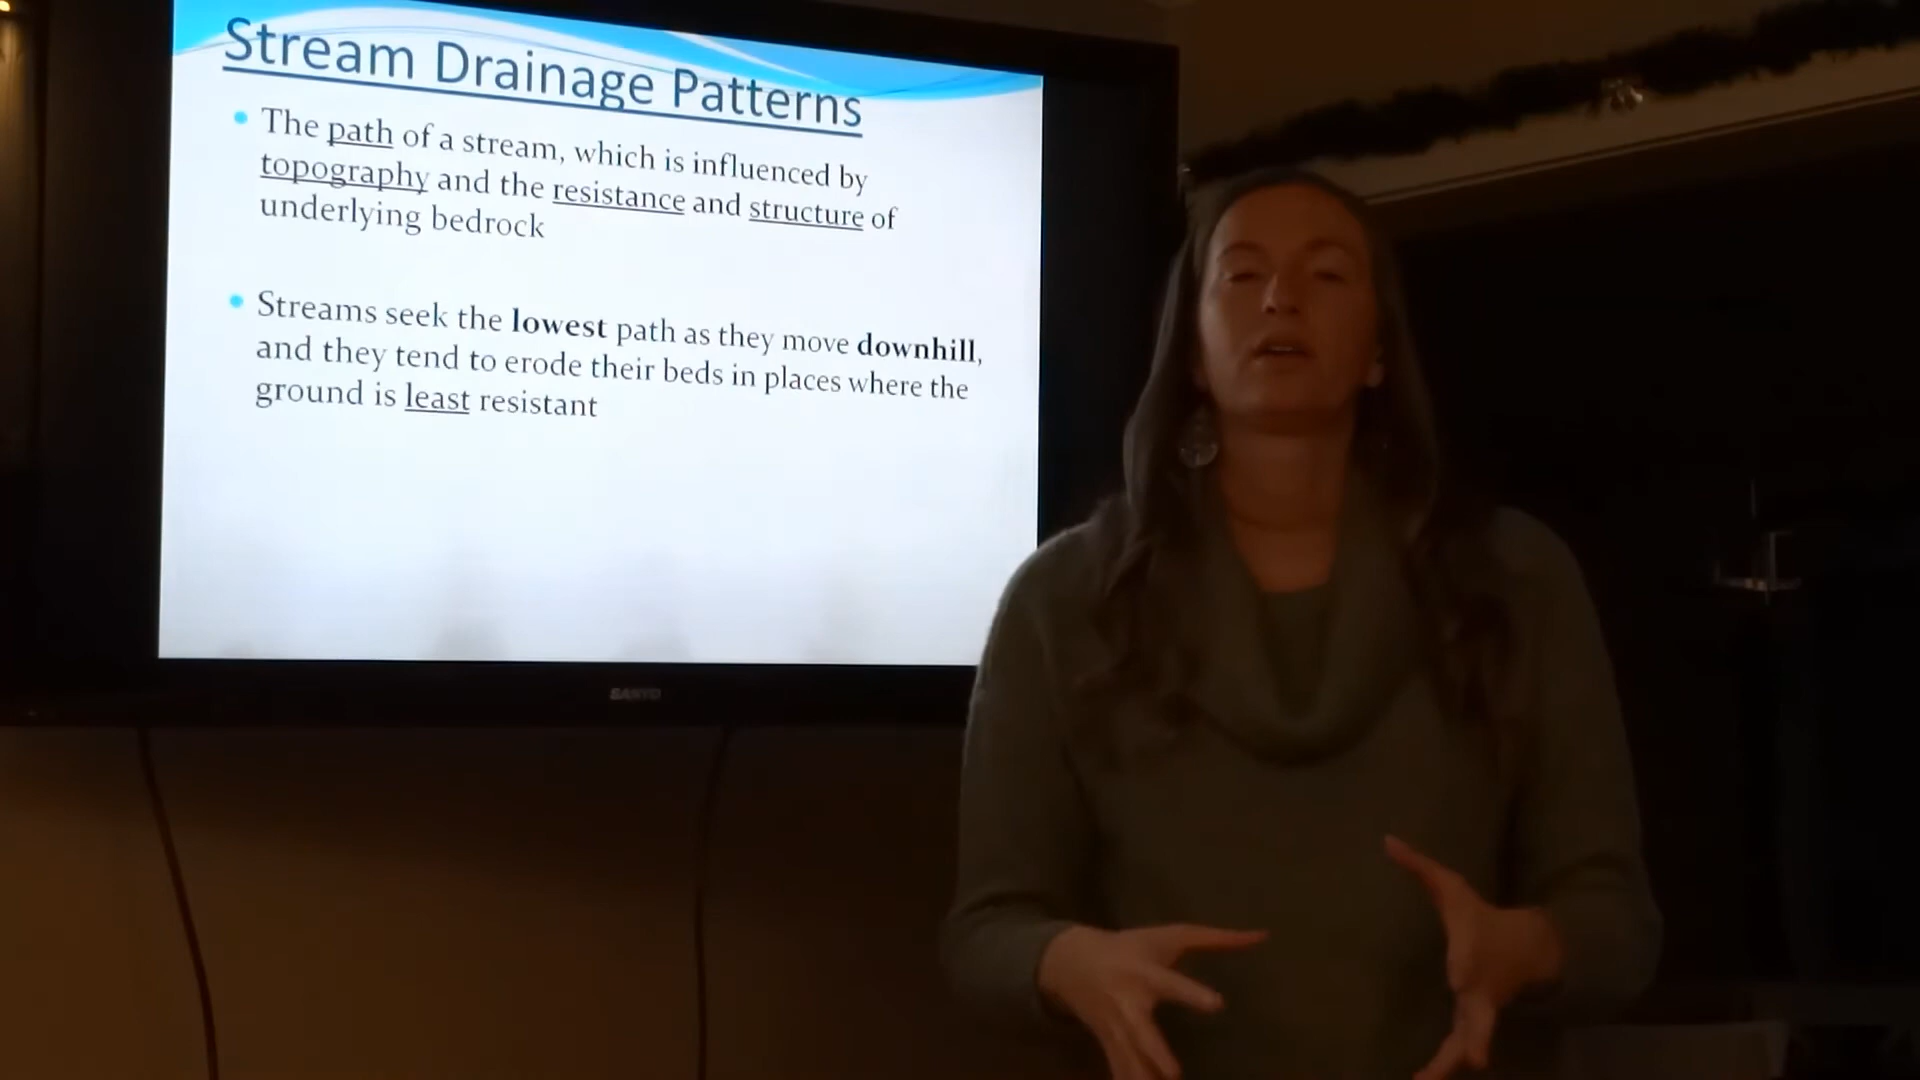 Stream Drainage Patterns
The path of a stream, which is influenced by
topography and the resistance and structure of
underlying bedrock
Streams seek the lowest path as they move downhill,
and they tend to erode their beds in places where the
ground is least resistant
SANYO